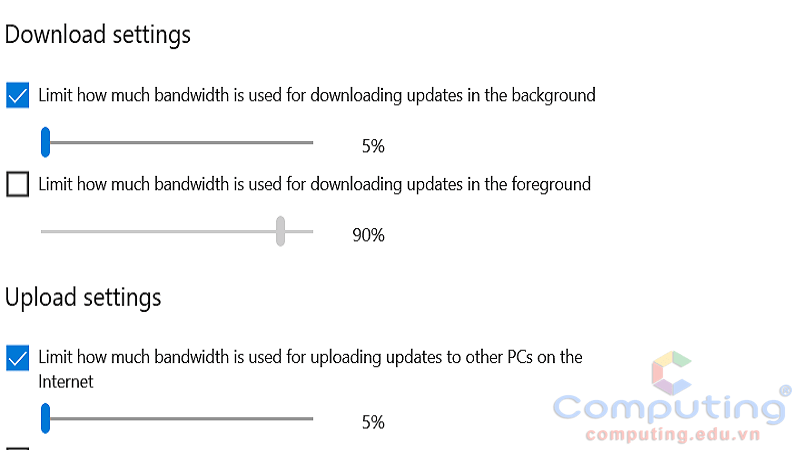 Download settings
Limit how much bandwidth is used for downloading updates in the background
5%
Limit how much bandwidth is used for downloading updates in the foreground
90%
Upload settings
Limit how much bandwidth is used for uploading updates to other PCs on the
Internet
5%
Computing®
computing.edu.vn